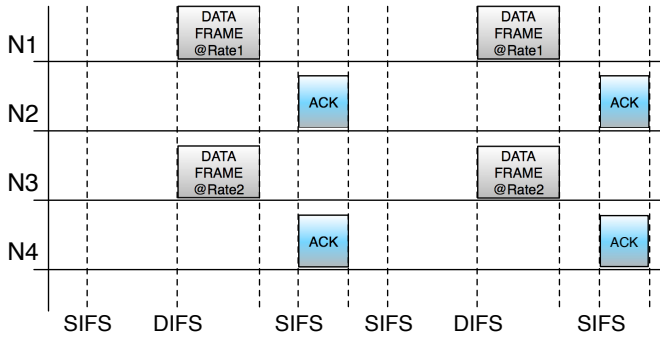 N1
DATA
FRAME
@Rate1
DATA
FRAME
@Rate1
N2
ACK
ACK
N3
DATA
FRAME
@Rate2
DATA
FRAME
@Rate2
N4
ACK
ACK
SIFS DIFS SIFS SIFS DIFS SIFS